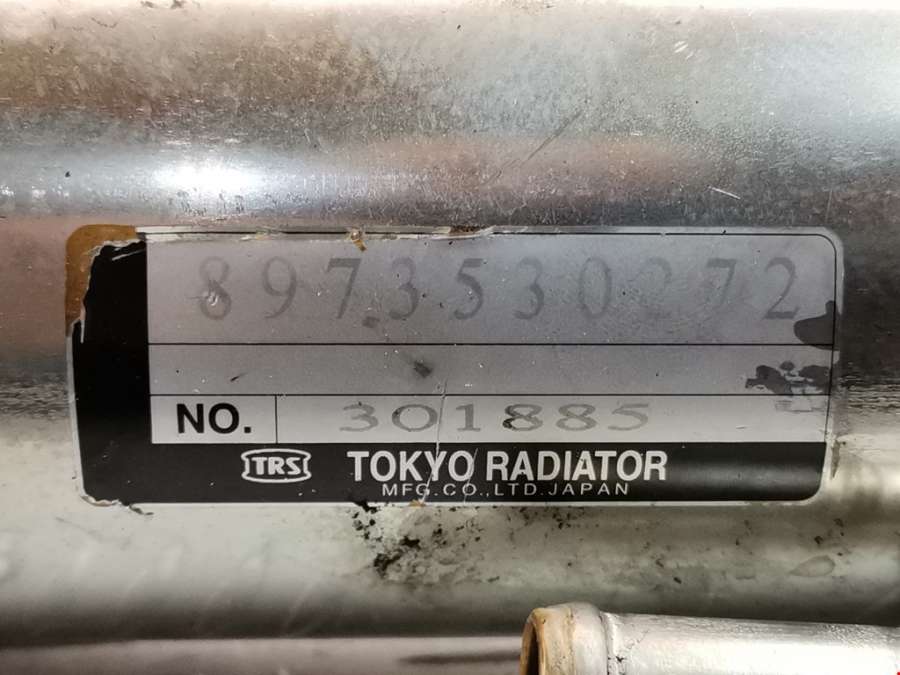 8973530272
NO. 301885
TRS TOKYO RADIATOR
MFG.CO.,LTD.JAPAN